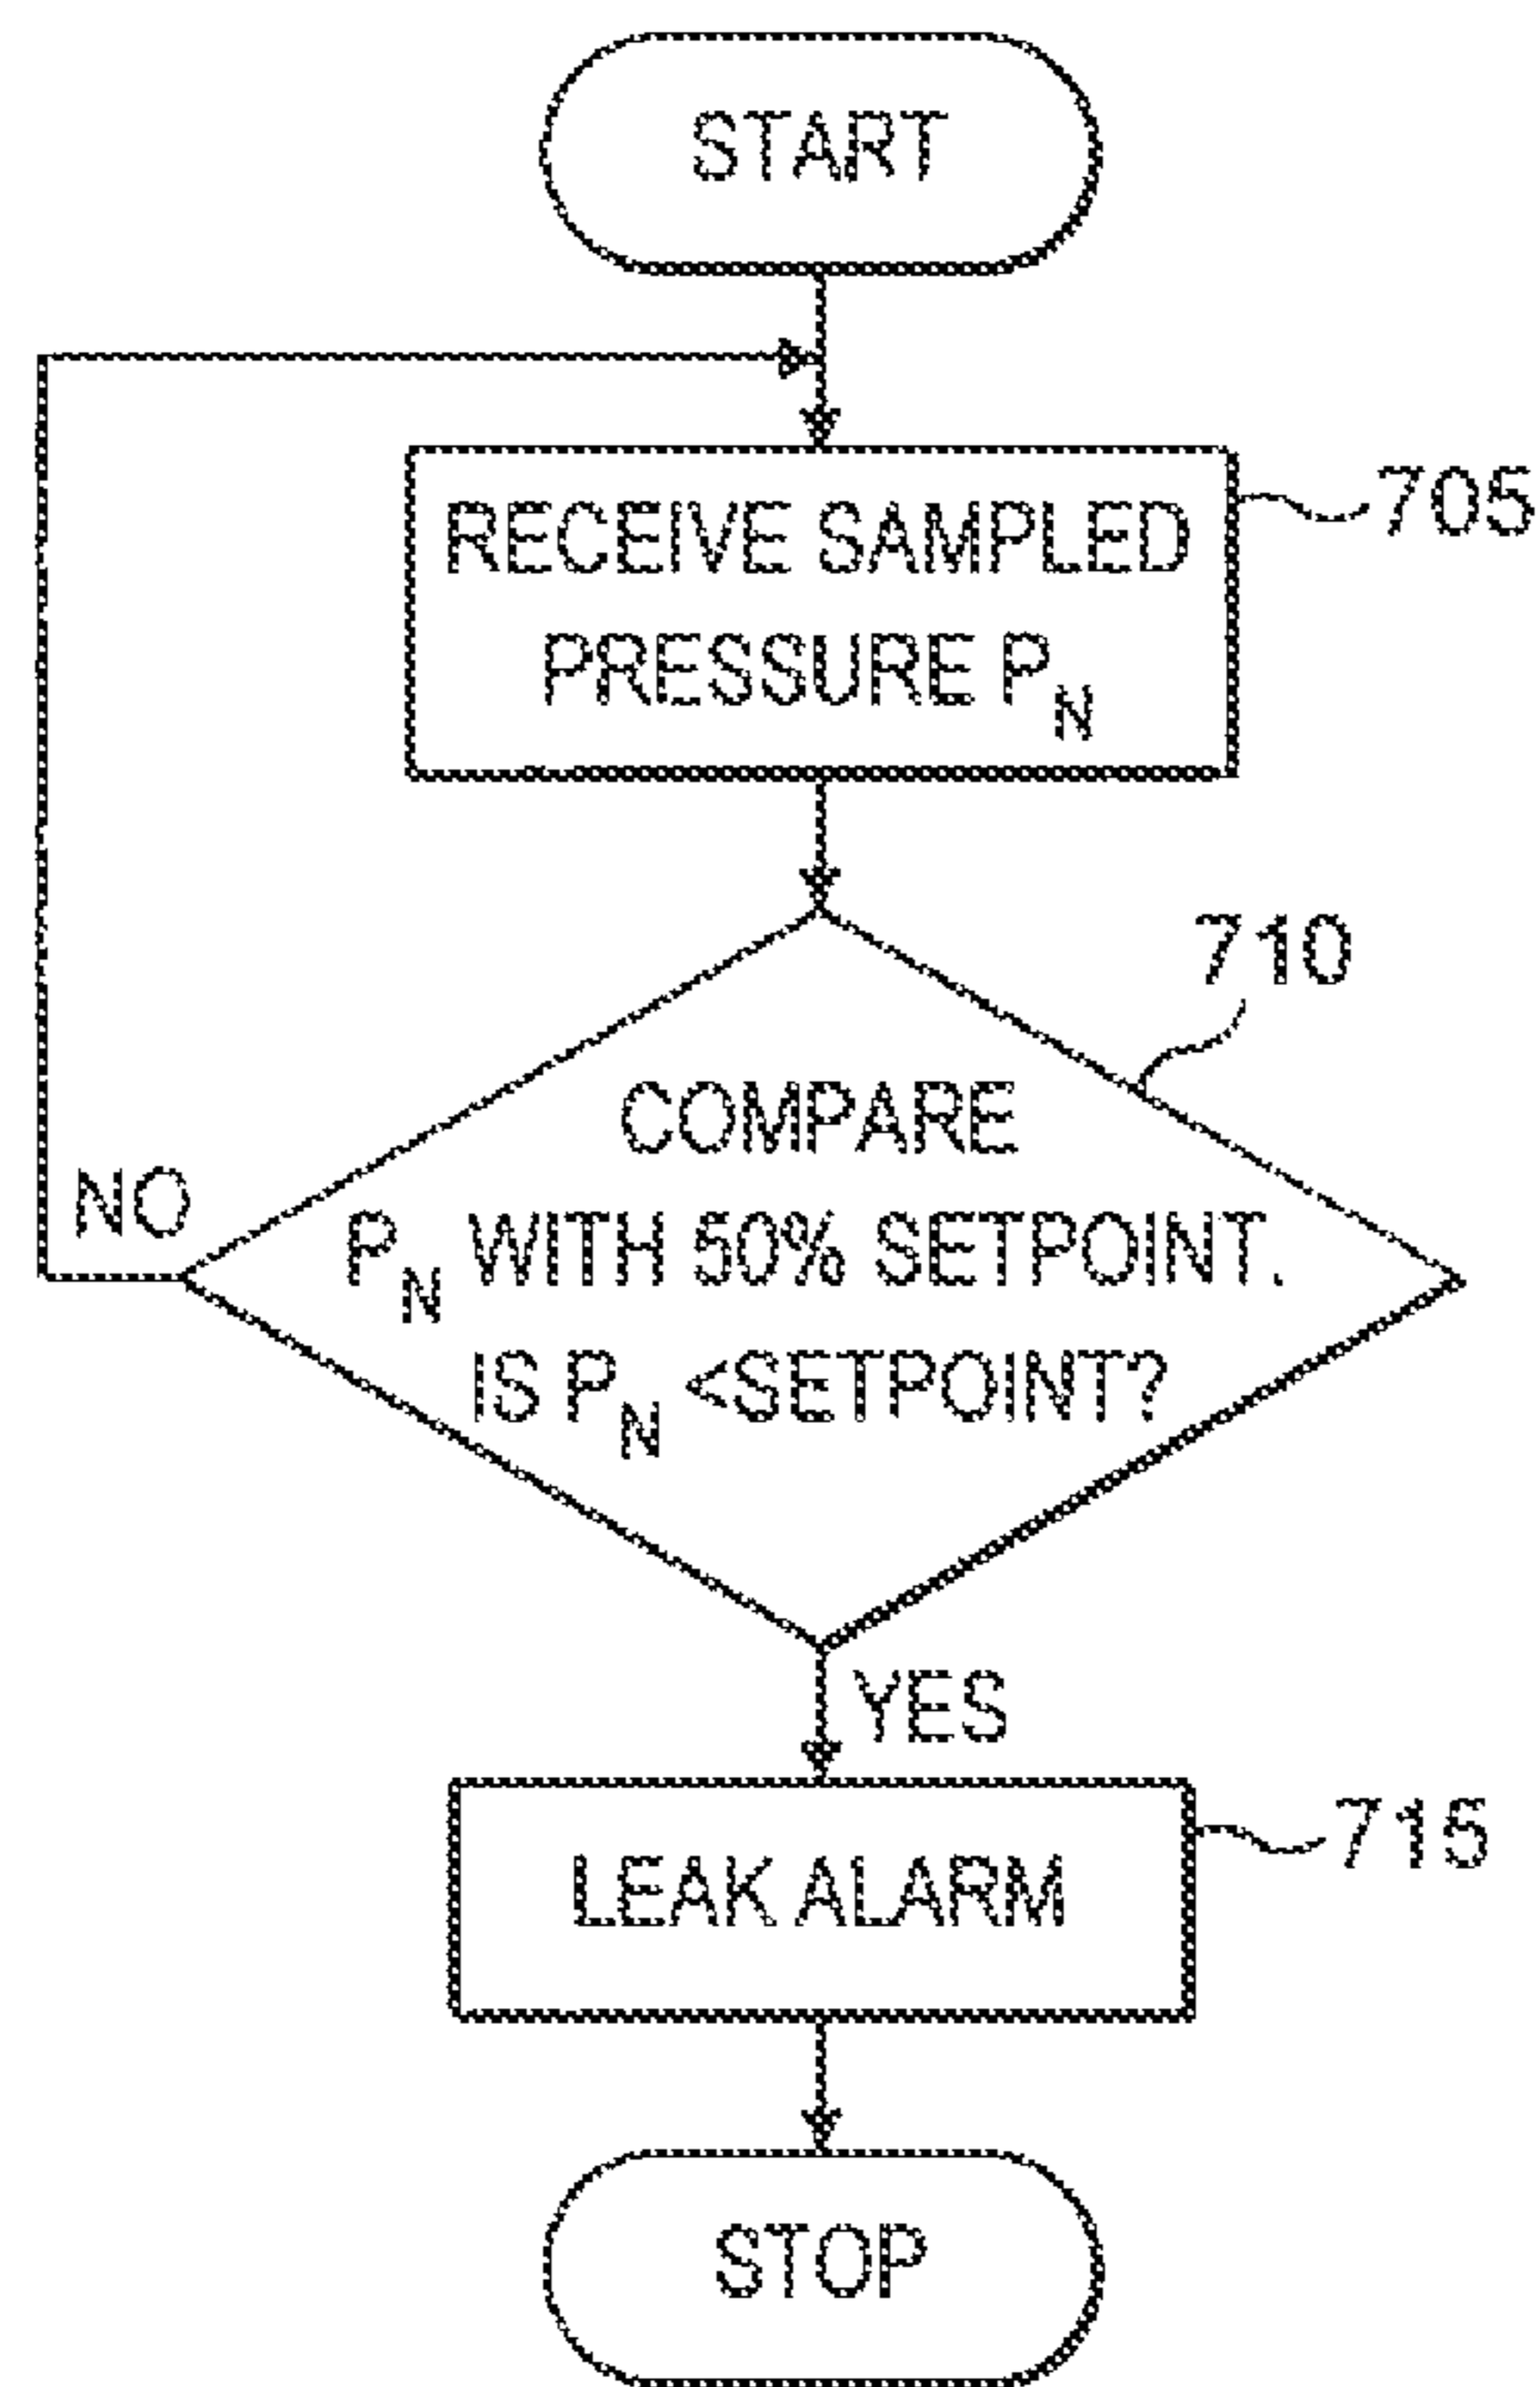 START
RECEIVE SAMPLED
PRESSURE P_N
705
710
COMPARE
P_N WITH 50% SETPOINT.
IS P_N <SETPOINT?
NO
YES
LEAK ALARM
715
STOP